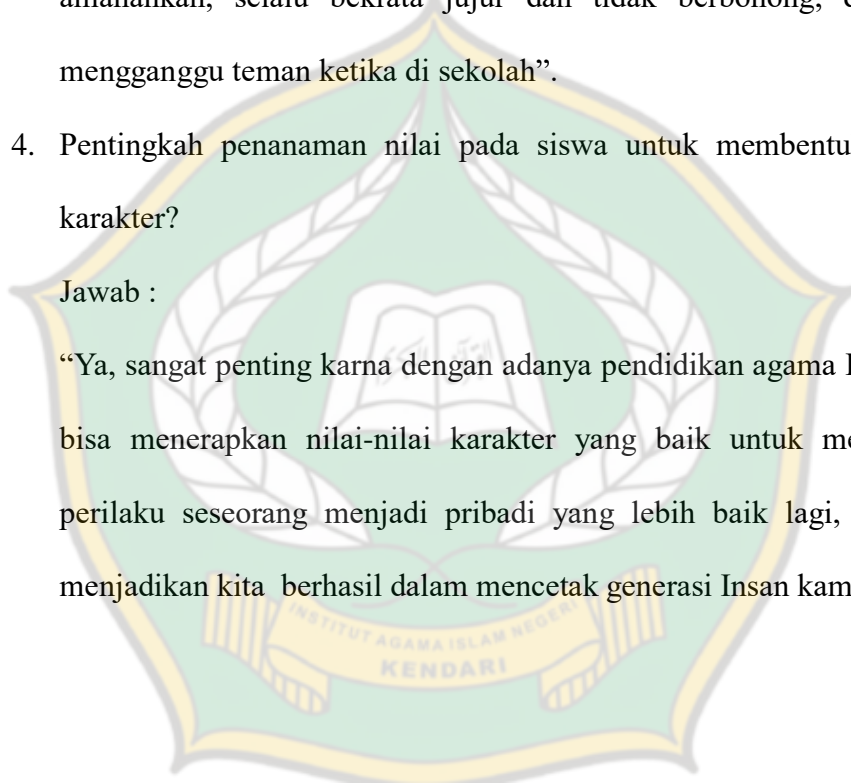 amanahkan, selalu bekrata jujur dan tidak berbohong,
mengganggu teman ketika di sekolah”.
4. Pentingkah penanaman nilai pada siswa untuk
karakter?
Jawab :
“Ya, sangat penting karna dengan adanya pendidikan agama
bisa menerapkan nilai-nilai karakter yang baik untuk
perilaku seseorang menjadi pribadi yang lebih baik lagi,
menjadikan kita berhasil dalam mencetak generasi Insan
INSTITUT AGAMA ISLAM NEGERI
KENDARI